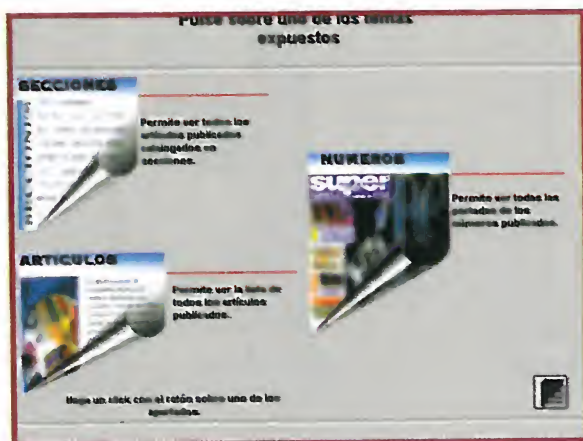 Pulse sobre uno de los temas
expuestos
SECCIONES
Permite ver todos los
artículos publicados
catalogados en
secciones.
NUMEROS
super
Permite ver todas las
portadas de los
números publicados.
ARTICULOS
Permite ver la lista de
todos los artículos
publicados.
Haga un click con el ratón sobre uno de los
apartados.